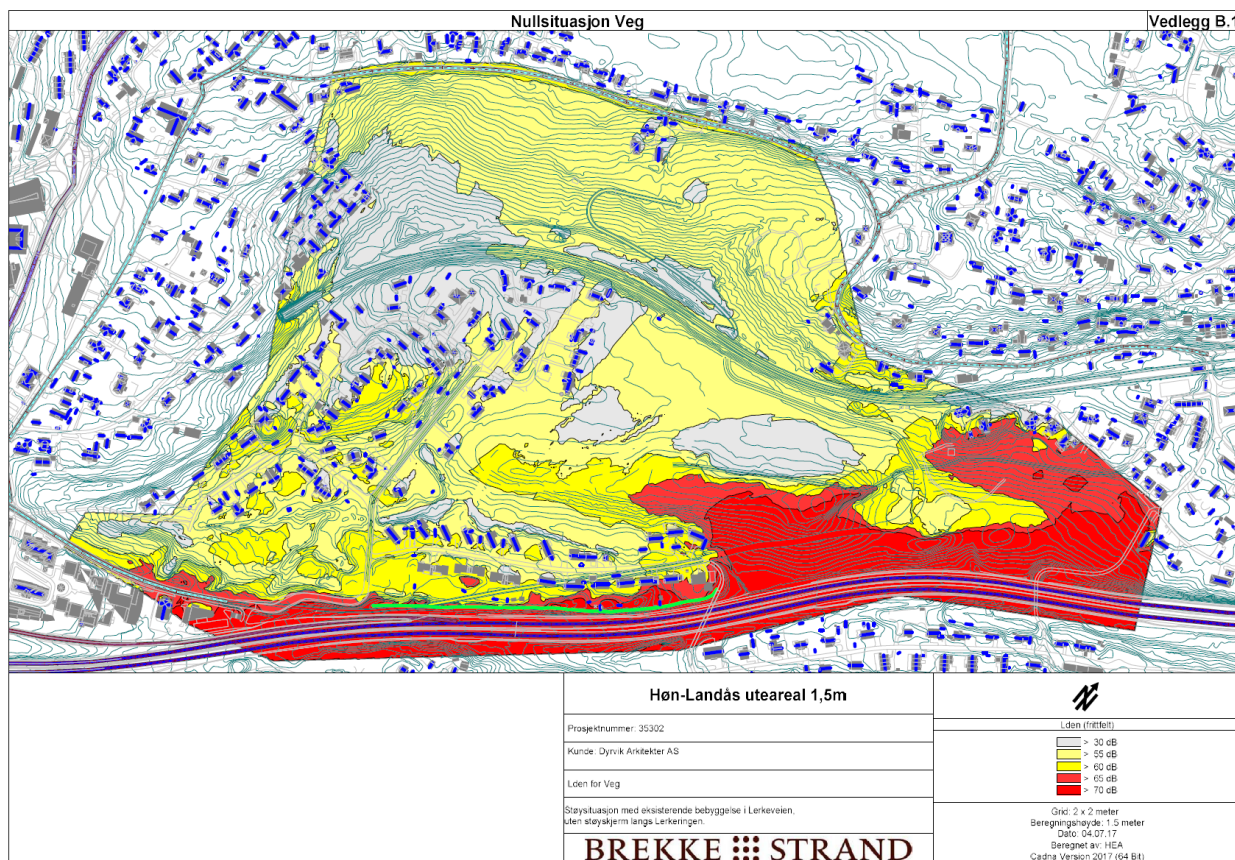 Nullsituasjon Veg
Vedlegg B.1
Høn-Landås uteareal 1,5m
Prosjektnummer: 35302
Kunde: Dyrvik Arkitekter AS
Lden for Veg
Støysituasjon med eksisterende bebyggelse i Lerkeveien,
uten støyskjerm langs Lerkeringen.
BREKKE STRAND
Lden (frittfelt)
> 30 dB
> 55 dB
> 60 dB
> 65 dB
> 70 dB
Grid: 2 x 2 meter
Beregningshøyde: 1.5 meter
Dato: 04.07.17
Beregnet av: HEA
Cadna Version 2017 (64 Bit)